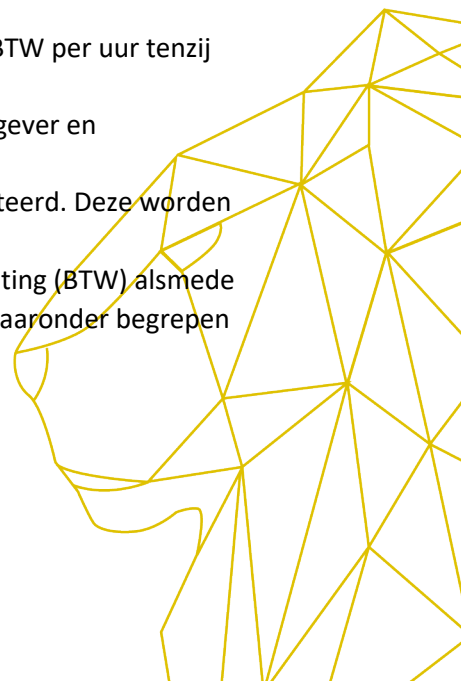 BTW per uur tenzij
gever en
teerd. Deze worden
ting (BTW) alsmede
aaronder begrepen